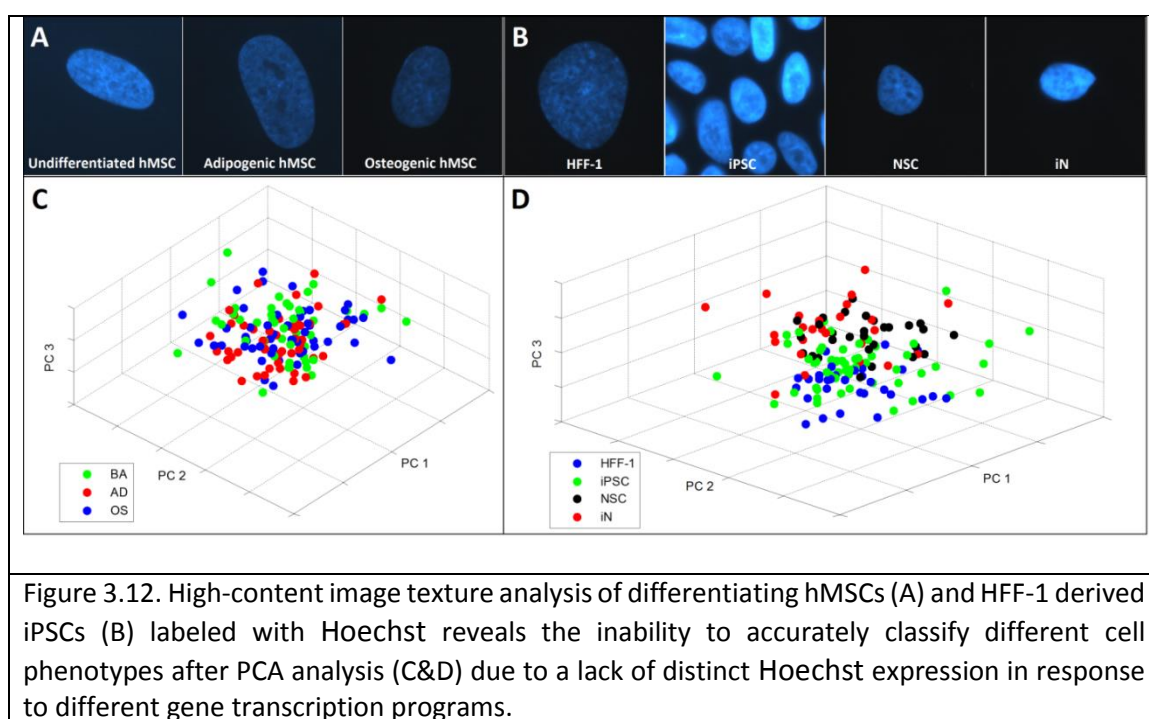 A
B
Undifferentiated hMSC
Adipogenic hMSC
Osteogenic hMSC
HFF-1
iPSC
NSC
iN
C
PC 3
PC 2
PC 1
BA
AD
OS
D
PC 3
PC 2
PC 1
HFF-1
iPSC
NSC
iN
Figure 3.12. High-content image texture analysis of differentiating hMSCs (A) and HFF-1 derived
iPSCs (B) labeled with Hoechst reveals the inability to accurately classify different cell
phenotypes after PCA analysis (C&D) due to a lack of distinct Hoechst expression in response
to different gene transcription programs.